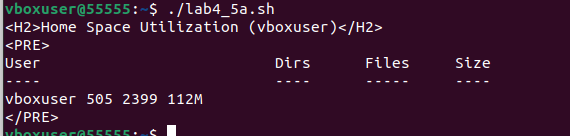 vboxuser@55555:~$ ./lab4_5a.sh
<H2>Home Space Utilization (vboxuser)</H2>
<PRE>
User                              Dirs      Files     Size
----                              ----      -----     ----
vboxuser 505 2399 112M
</PRE>
vboxuser@55555:~$